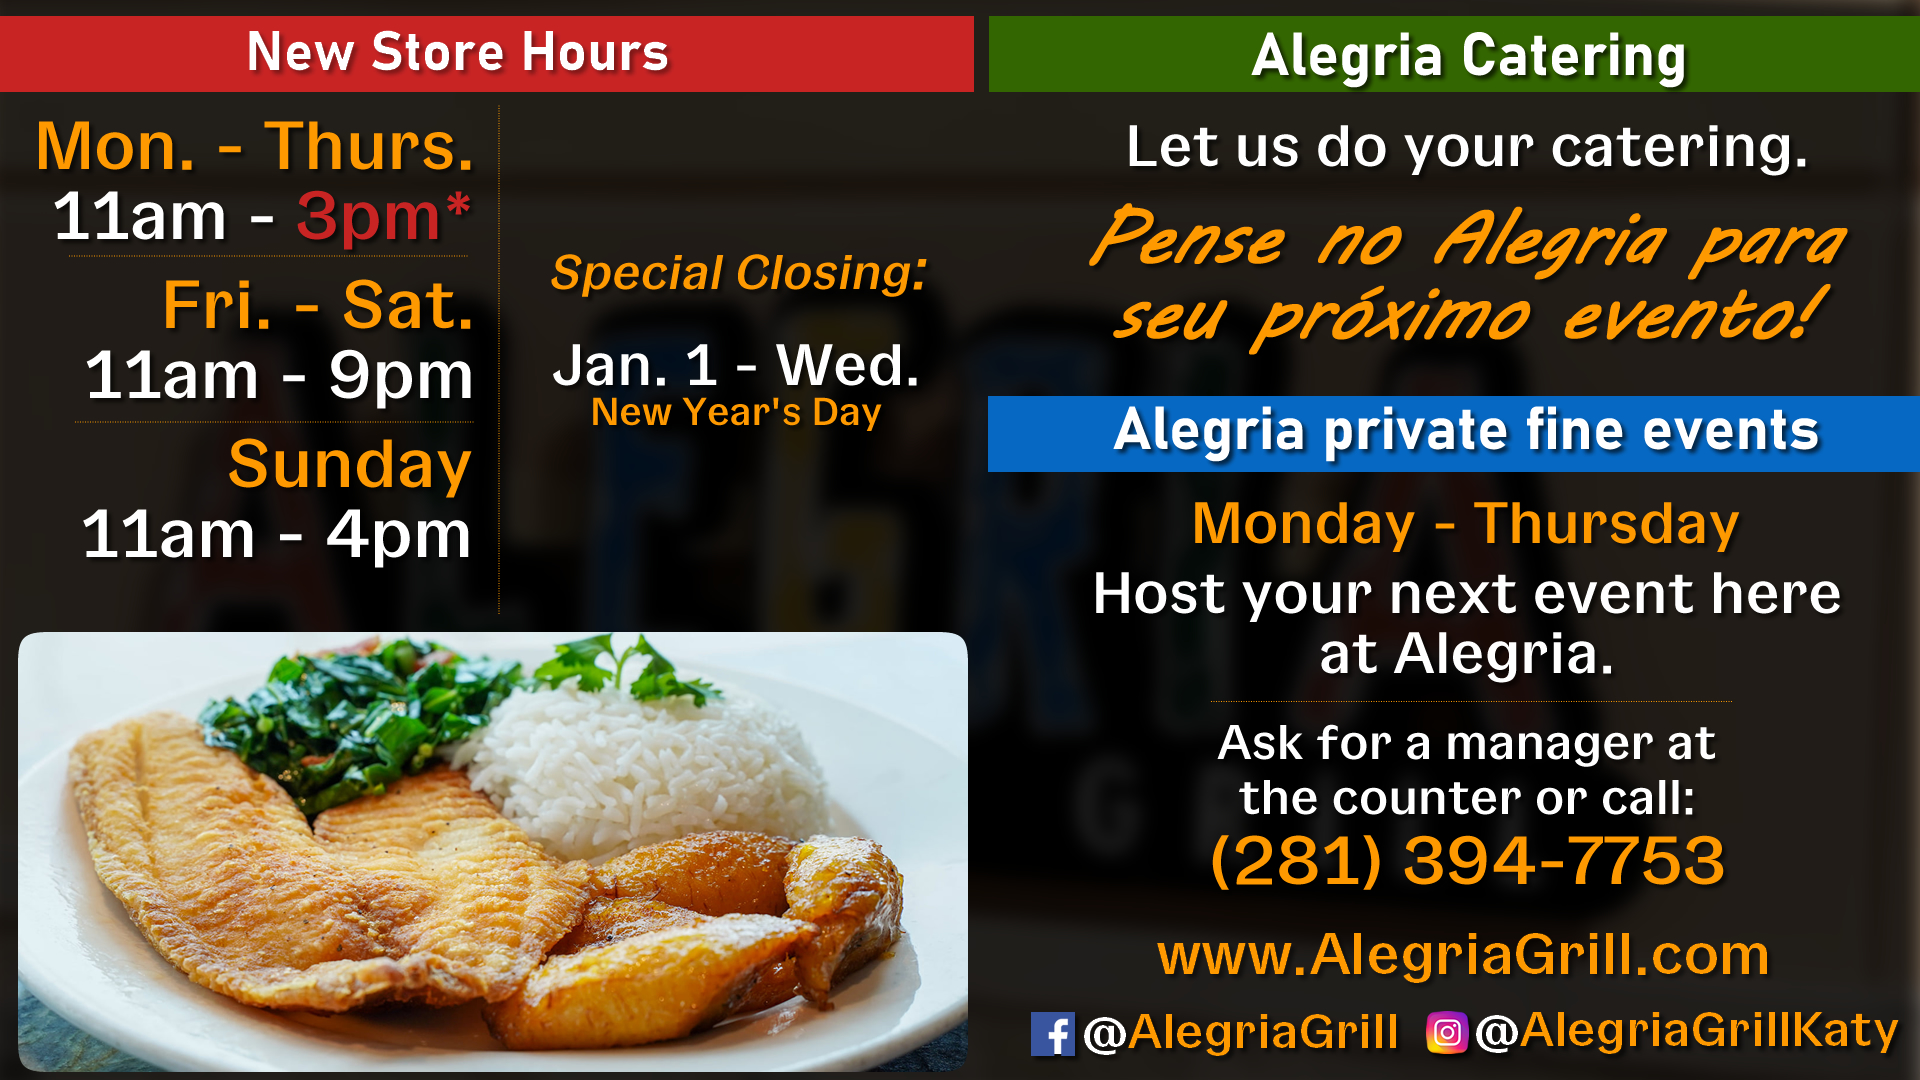 New Store Hours
Mon. - Thurs.
11am - 3pm*
Fri. - Sat.
11am - 9pm
Sunday
11am - 4pm
Special Closing:
Jan. 1 - Wed.
New Year's Day
Alegria Catering
Let us do your catering.
Pense no Alegria para
seu próximo evento!
Alegria private fine events
Monday - Thursday
Host your next event here
at Alegria.
Ask for a manager at
the counter or call:
(281) 394-7753
www.AlegriaGrill.com
@AlegriaGrill
@AlegriaGrillKaty